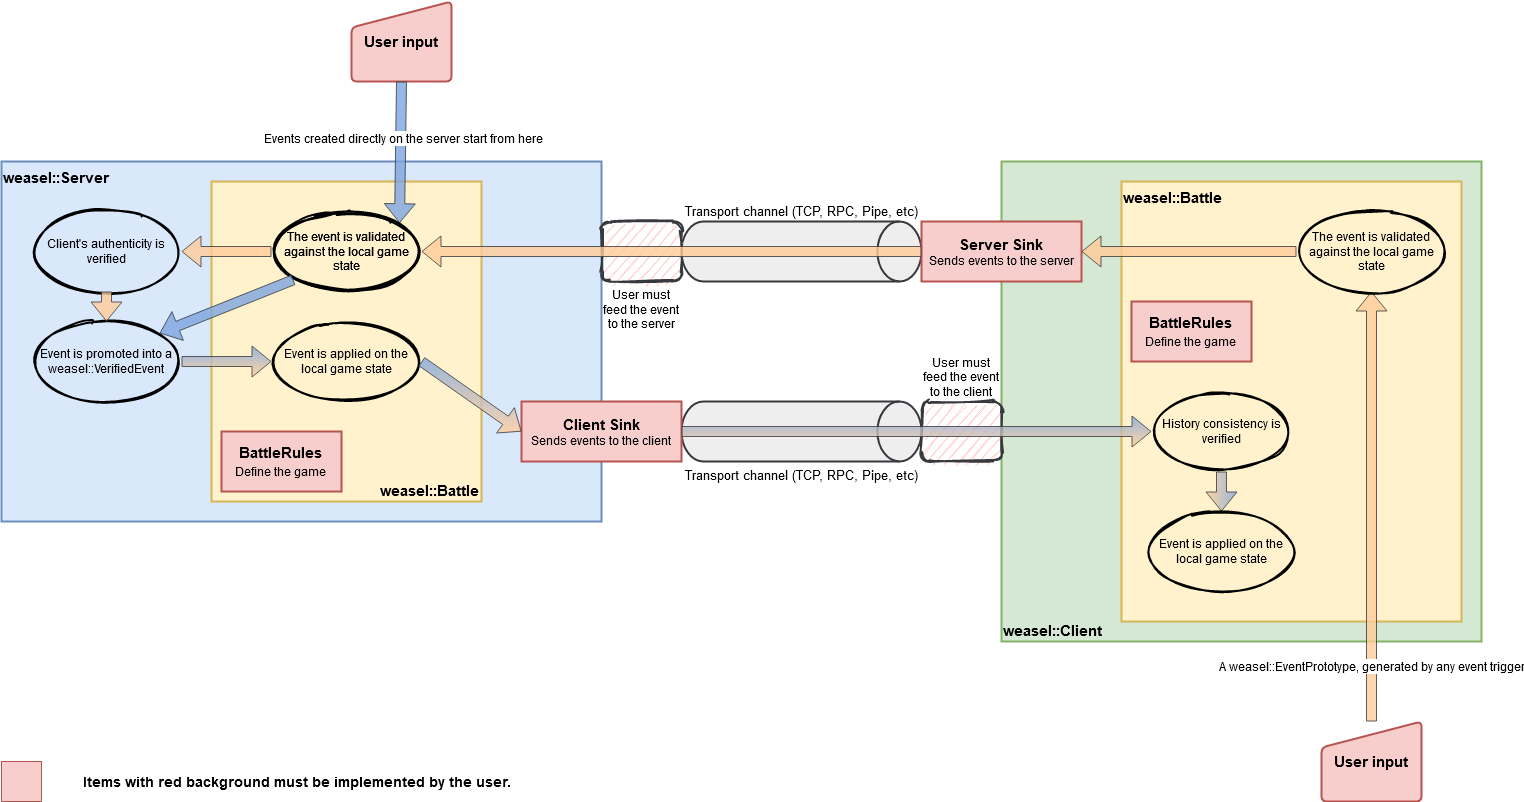 User input
Events created directly on the server start from here
weasel::Server
Client's authenticity is
verified
The event is validated
against the local game
state
Event is promoted into a
weasel::VerifiedEvent
Event is applied on the
local game state
BattleRules
Define the game
weasel::Battle
Transport channel (TCP, RPC, Pipe, etc)
User must
feed the event
to the server
Server Sink
Sends events to the server
Client Sink
Sends events to the client
Transport channel (TCP, RPC, Pipe, etc)
User must
feed the event
to the client
weasel::Battle
The event is validated
against the local game
state
BattleRules
Define the game
History consistency is
verified
Event is applied on the
local game state
weasel::Client
A weasel::EventPrototype, generated by any event trigger
User input
Items with red background must be implemented by the user.